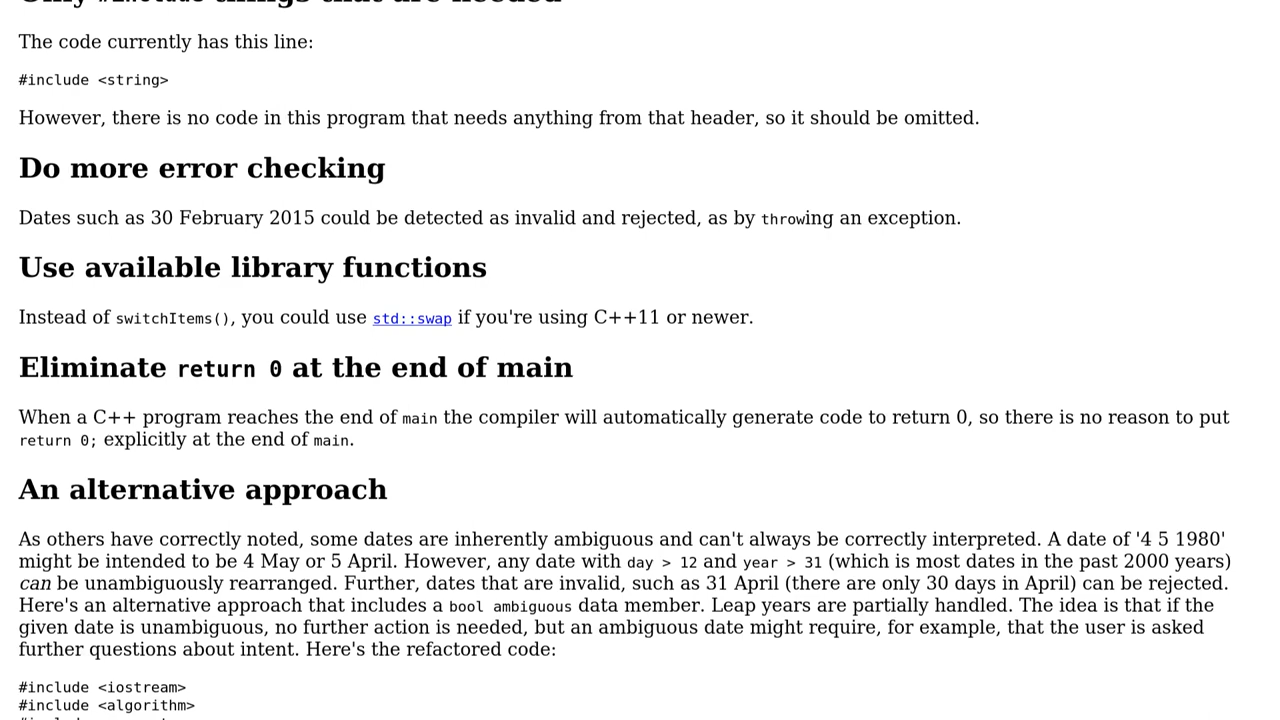 The code currently has this line:
#include <string>
However, there is no code in this program that needs anything from that header, so it should be omitted.
Do more error checking
Dates such as 30 February 2015 could be detected as invalid and rejected, as by throwing an exception.
Use available library functions
Instead of switchItems(), you could use std::swap if you're using C++11 or newer.
Eliminate return 0 at the end of main
When a C++ program reaches the end of main the compiler will automatically generate code to return 0, so there is no reason to put
return 0; explicitly at the end of main.
An alternative approach
As others have correctly noted, some dates are inherently ambiguous and can't always be correctly interpreted. A date of '4 5 1980'
might be intended to be 4 May or 5 April. However, any date with day > 12 and year > 31 (which is most dates in the past 2000 years)
can be unambiguously rearranged. Further, dates that are invalid, such as 31 April (there are only 30 days in April) can be rejected.
Here's an alternative approach that includes a bool ambiguous data member. Leap years are partially handled. The idea is that if the
given date is unambiguous, no further action is needed, but an ambiguous date might require, for example, that the user is asked
further questions about intent. Here's the refactored code:
#include <iostream>
#include <algorithm>